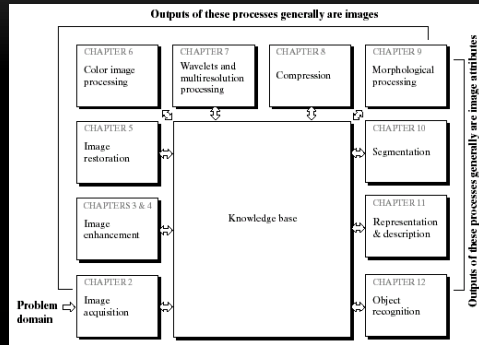 Outputs of these processes generally are images
CHAPTER 6
Color image
processing
CHAPTER 7
Wavelets and
multiresolution
processing
CHAPTER 8
Compression
CHAPTER 9
Morphological
processing
CHAPTER 5
Image
restoration
CHAPTERS 3 & 4
Image
enhancement
CHAPTER 2
Image
acquisition
Problem
domain
Knowledge base
CHAPTER 10
Segmentation
CHAPTER 11
Representation
& description
CHAPTER 12
Object
recognition
Outputs of these processes generally are image attributes